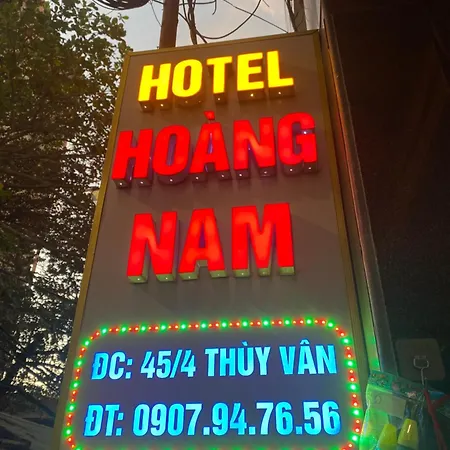 HOTEL
HOÀNG
NAM
ĐC: 45/4 THÙY VÂN
ĐT: 0907.94.76.56